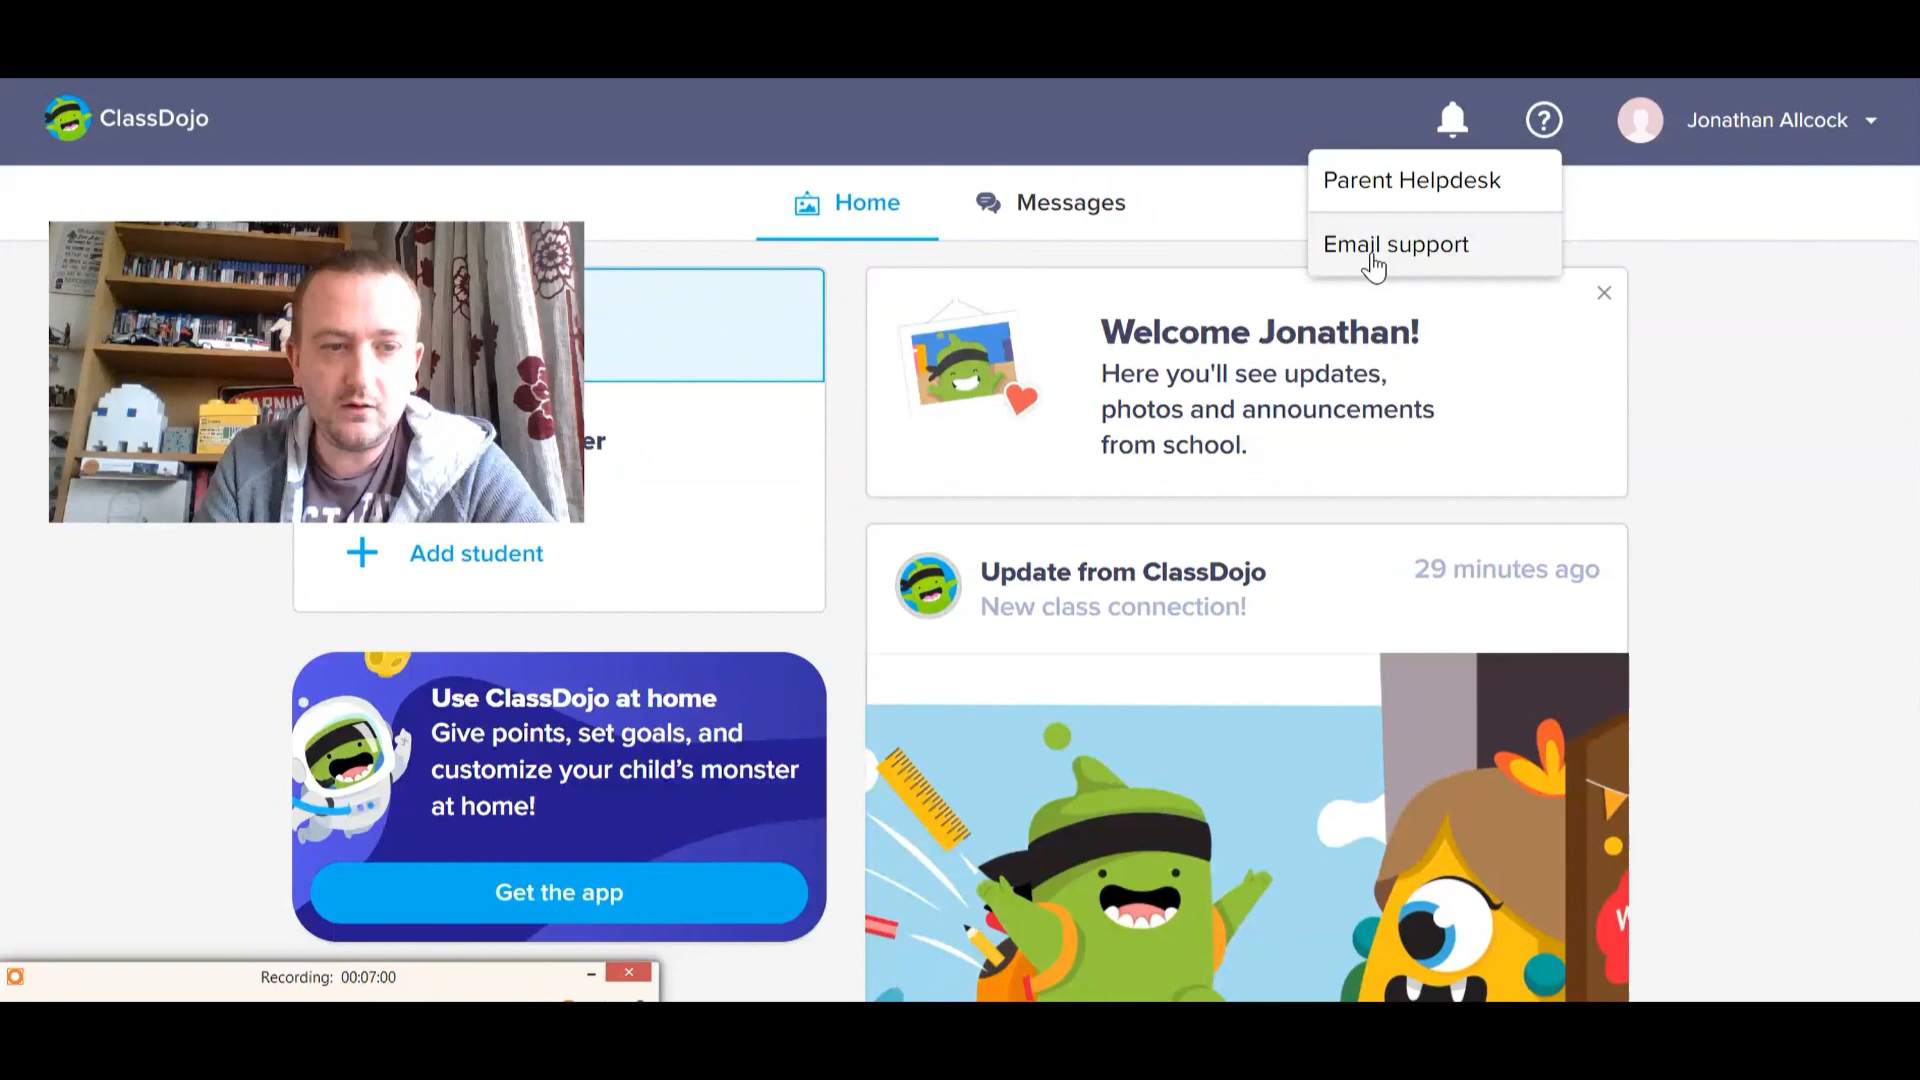 ClassDojo
?
Jonathan Allcock
Parent Helpdesk
Email support
Home
Messages
Welcome Jonathan!
Here you'll see updates,
photos and announcements
from school.
er
Add student
Update from ClassDojo
New class connection!
29 minutes ago
Use ClassDojo at home
Give points, set goals, and
customize your child's monster
at home!
Get the app
Recording: 00:07:00
WARNIN
W